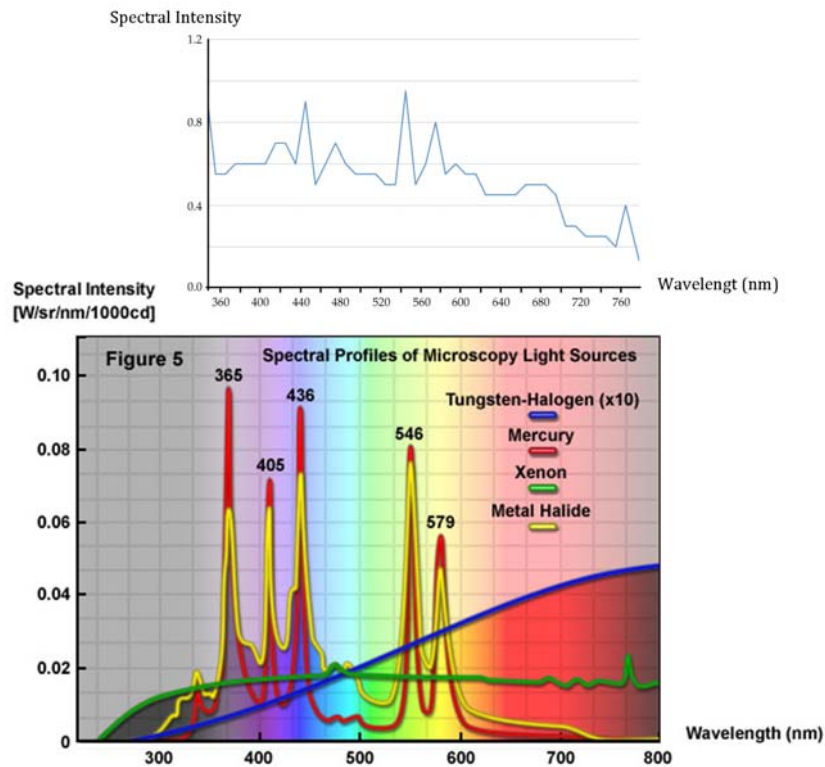 Spectral Intensity
1.2
0.8
0.4
0.0
360 400 440 480 520 560 600 640 680 720 760
Wavelengt (nm)
Spectral Intensity
[W/sr/nm/1000cd]
Figure 5
Spectral Profiles of Microscopy Light Sources
0.10
0.08
0.06
0.04
0.02
0
365
405
436
546
579
Tungsten-Halogen (x10)
Mercury
Xenon
Metal Halide
300 400 500 600 700 800
Wavelength (nm)